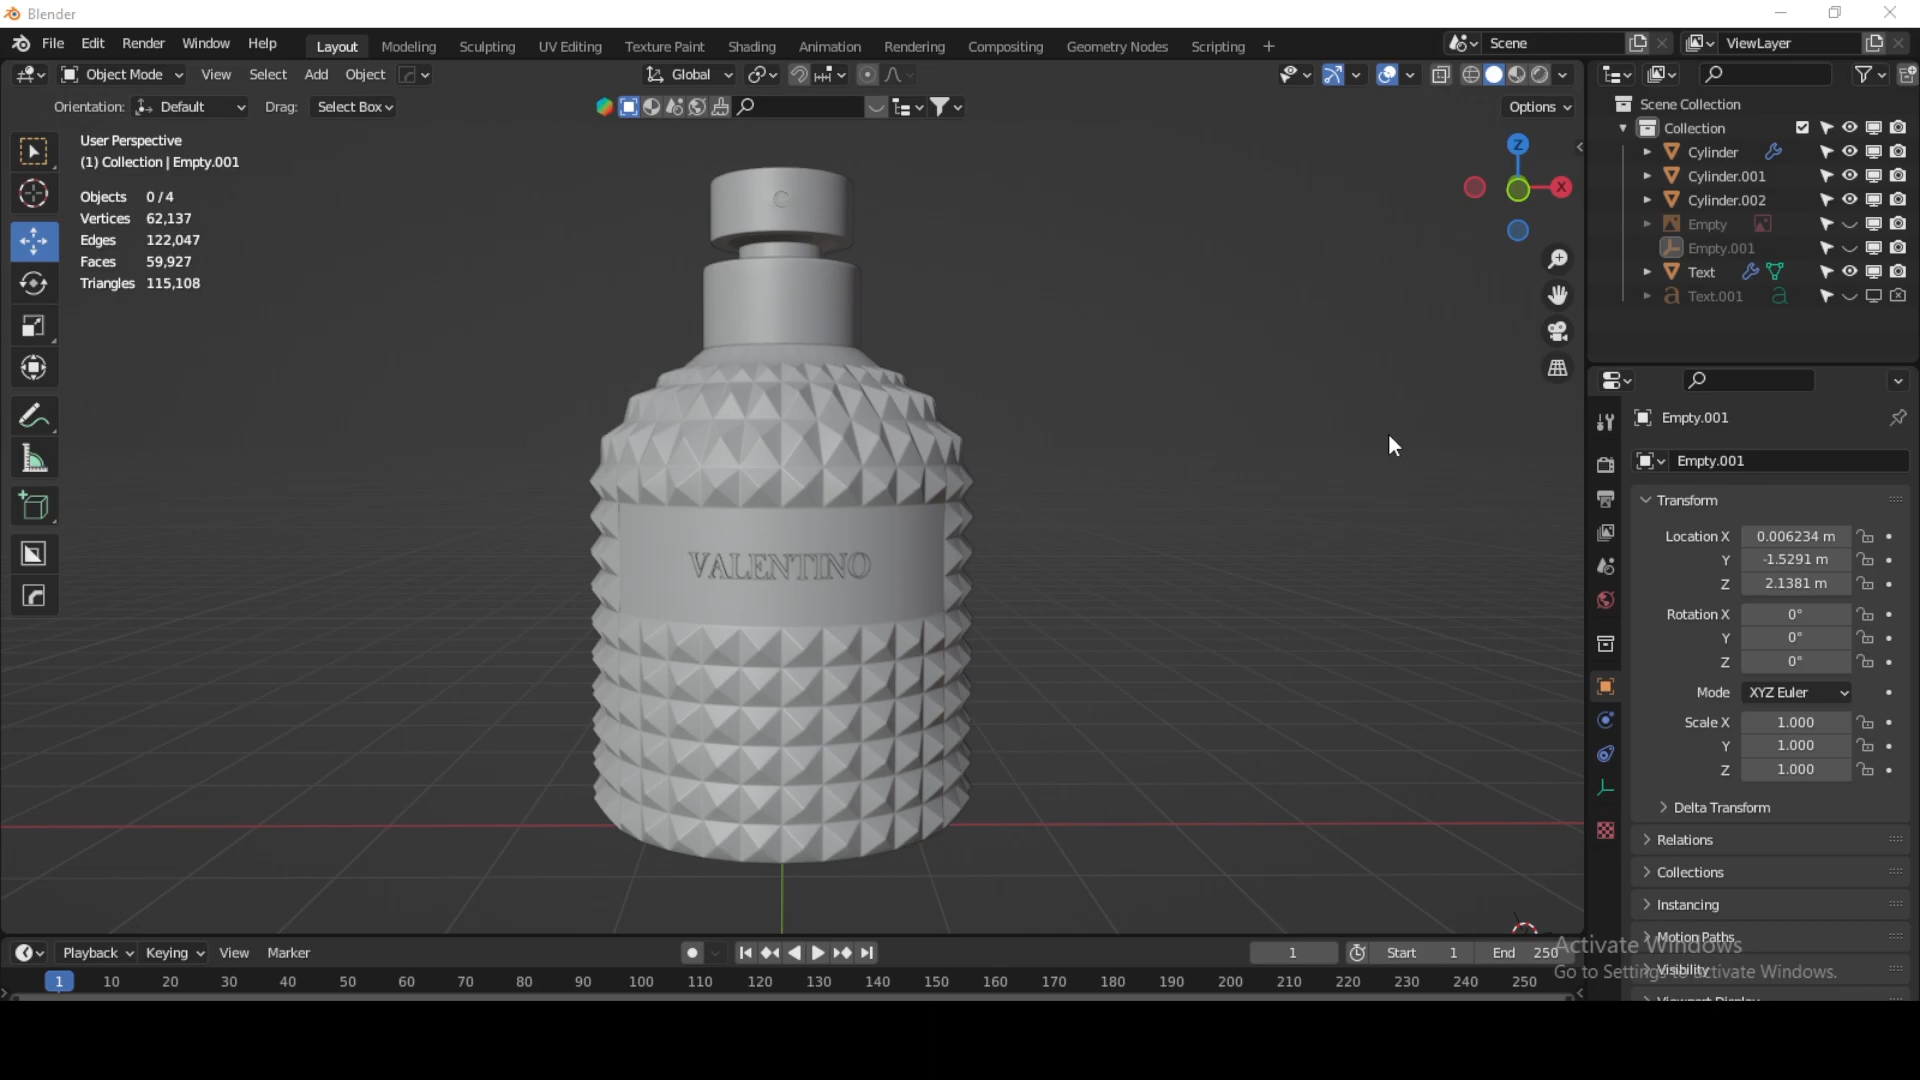 Blender
File Edit Render Window Help Layout Modeling Sculpting UV Editing Texture Paint Shading Animation Rendering Compositing Geometry Nodes Scripting + Scene ViewLayer
Object Mode View Select Add Object Global
Orientation: Default Drag: Select Box Options
User Perspective
(1) Collection | Empty.001
Objects 0/4
Vertices 62,137
Edges 122,047
Faces 59,927
Triangles 115,108
Z
X
VALENTINO
Scene Collection
Collection
Cylinder
Cylinder.001
Cylinder.002
Empty
Empty.001
Text
Text.001
Empty.001
Empty.001
Transform
Location X 0.006234 m
Y -1.5291 m
Z 2.1381 m
Rotation X 0°
Y 0°
Z 0°
Mode XYZ Euler
Scale X 1.000
Y 1.000
Z 1.000
Delta Transform
Relations
Collections
Instancing
Motion Paths
Visibility
Viewport Display
Activate Windows
Go to Settings to activate Windows.
Playback Keying View Marker 1 Start 1 End 250
1 10 20 30 40 50 60 70 80 90 100 110 120 130 140 150 160 170 180 190 200 210 220 230 240 250